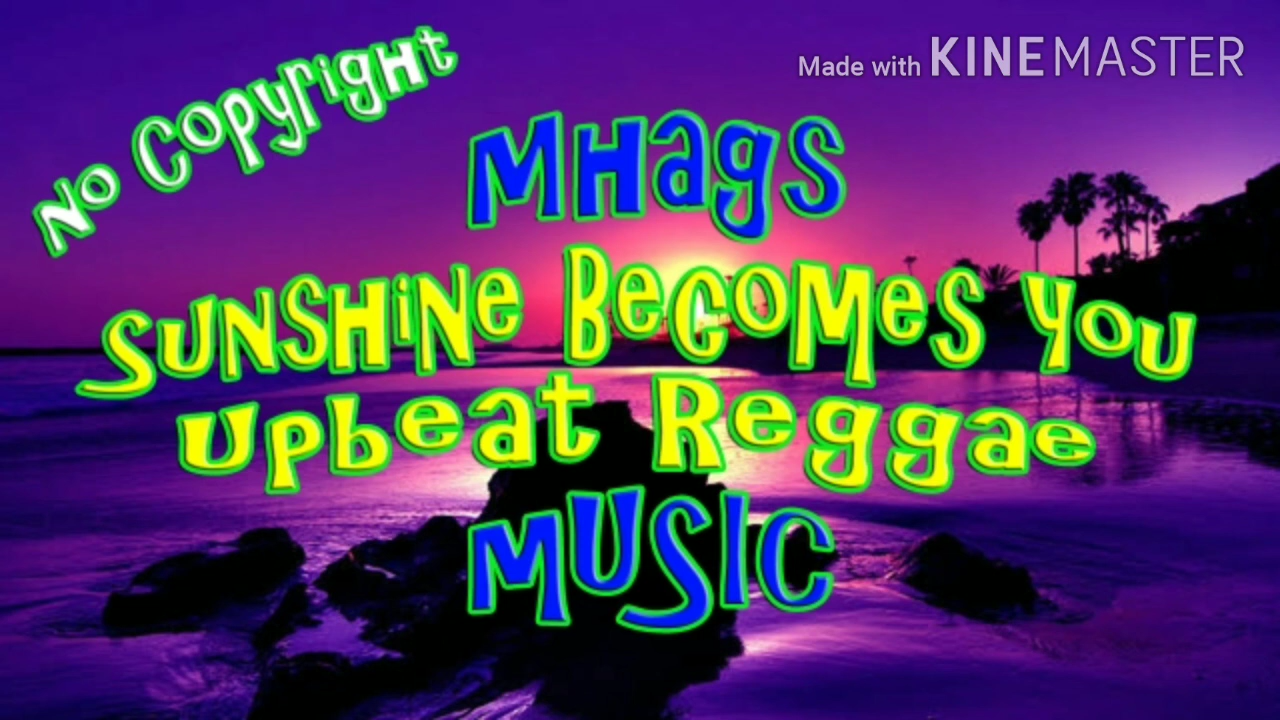 No Copyright
Made with KINEMASTER
MHags
SUNSHiNe BeCoMeS YoU
Upbeat Reggae
MUSIC